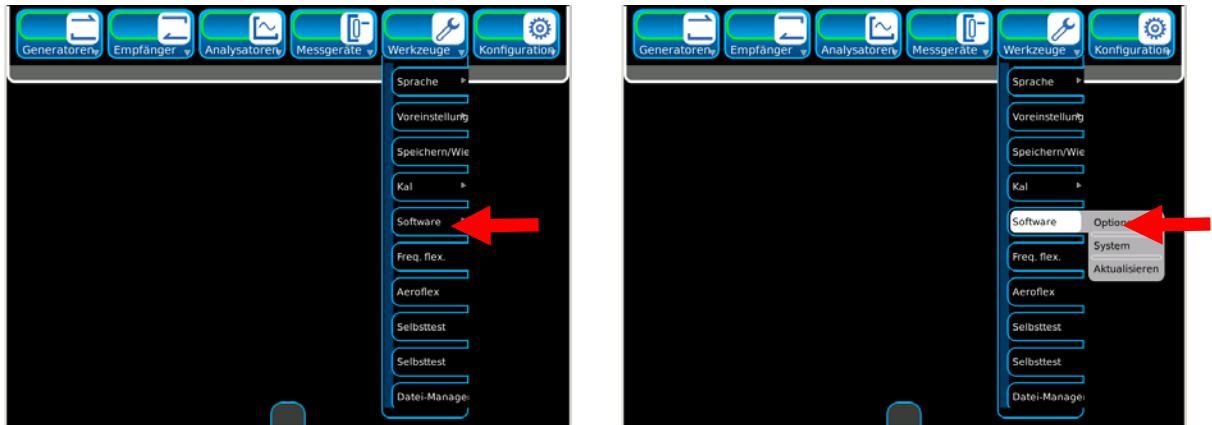 Generatoren Empfänger Analysatoren Messgeräte Werkzeuge Konfiguration
Sprache
Voreinstellung
Speichern/Wie
Kal
Software
Freq. flex.
Aeroflex
Selbsttest
Selbsttest
Datei-Manage
Generatoren Empfänger Analysatoren Messgeräte Werkzeuge Konfiguration
Sprache
Voreinstellung
Speichern/Wie
Kal
Software
Option
System
Aktualisieren
Freq. flex.
Aeroflex
Selbsttest
Selbsttest
Datei-Manage